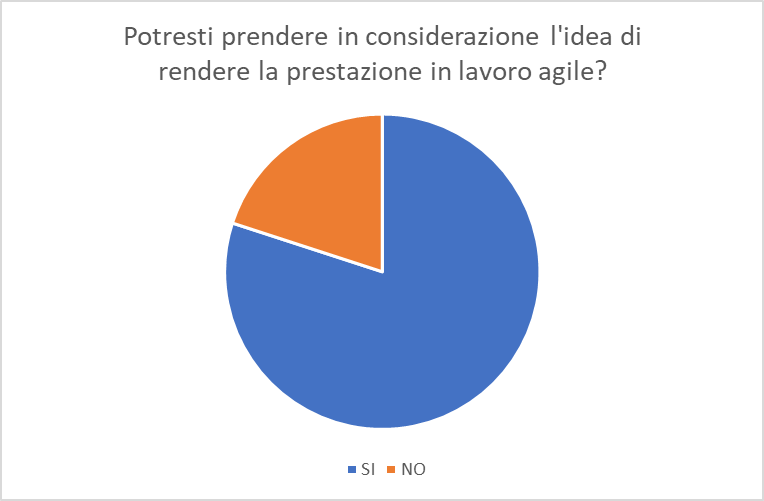 Potresti prendere in considerazione l'idea di
rendere la prestazione in lavoro agile?
SI NO